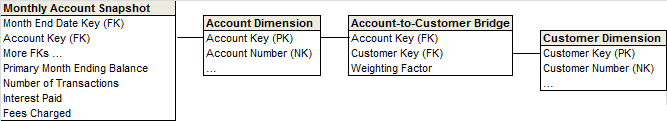 Monthly Account Snapshot
Month End Date Key (FK)
Account Key (FK)
More FKs ...
Primary Month Ending Balance
Number of Transactions
Interest Paid
Fees Charged
Account Dimension
Account Key (PK)
Account Number (NK)
...
Account-to-Customer Bridge
Account Key (FK)
Customer Key (FK)
Weighting Factor
Customer Dimension
Customer Key (PK)
Customer Number (NK)
...